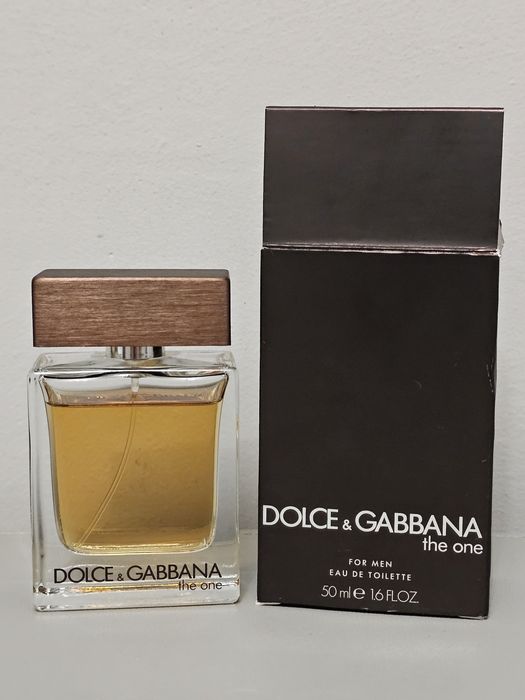 DOLCE & GABBANA
the one
DOLCE & GABBANA
the one
FOR MEN
EAU DE TOILETTE
50 ml e 1.6 FL.OZ.